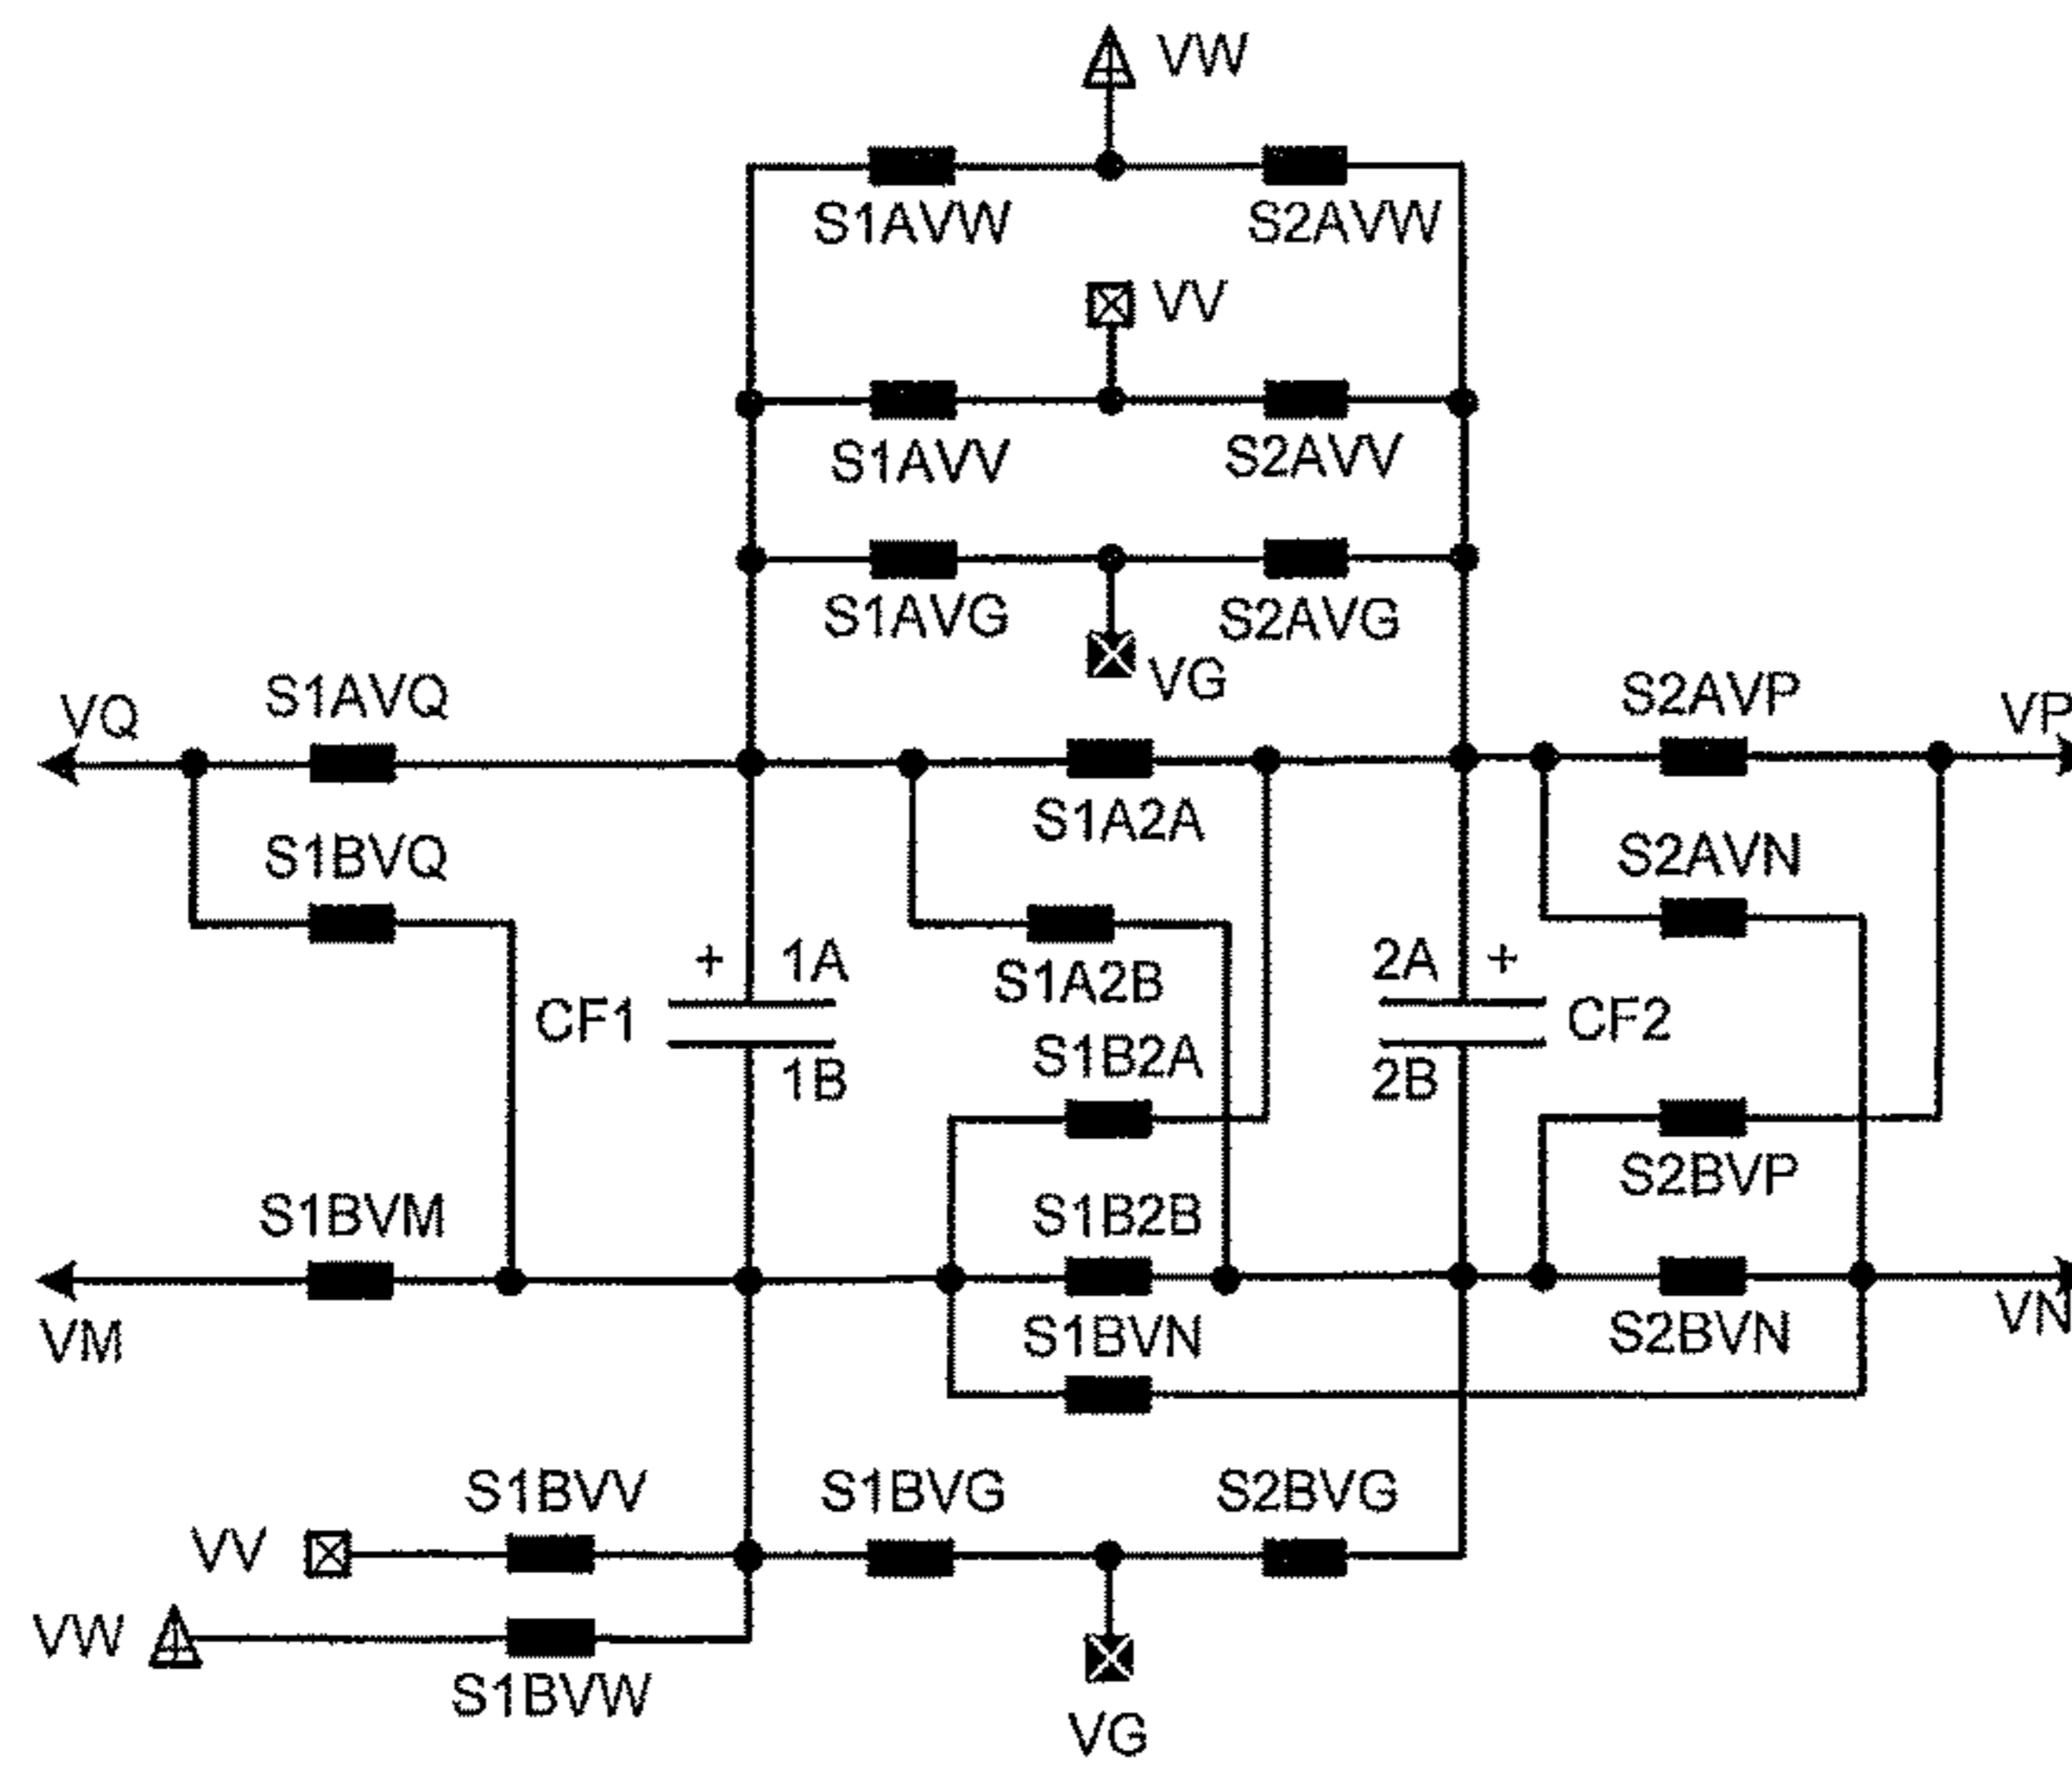 VW
S1AVW S2AVW
VV
S1AVV S2AVV
S1AVG S2AVG
VG
VQ S1AVQ S2AVP VP
S1A2A
S1BVQ S2AVN
+ 1A 2A +
S1A2B
CF1 CF2
S1B2A
1B 2B
S2BVP
S1BVM S1B2B
VM S1BVN S2BVN VN
S1BVV S1BVG S2BVG
VV
VW
S1BVW
VG